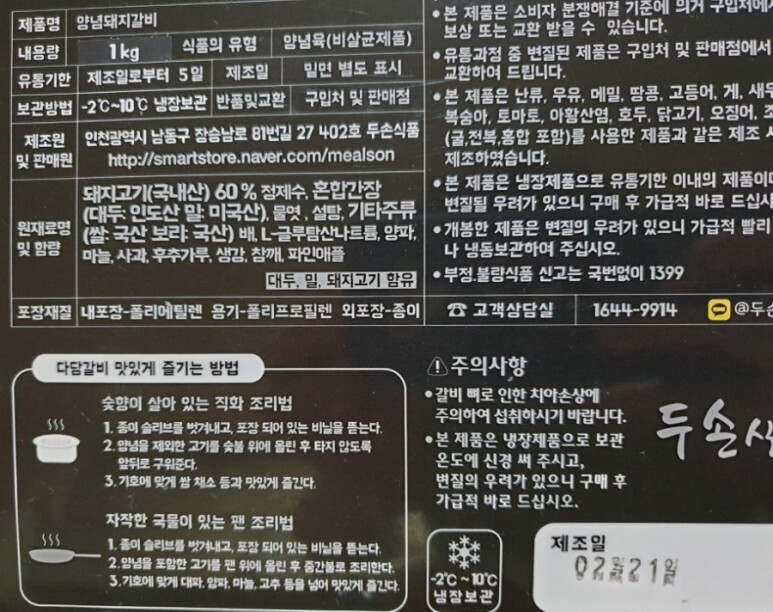 제품명 양념돼지갈비
내용량 1kg 식품의 유형 양념육(비살균제품)
유통기한 제조일로부터 5일 제조일 밑면 별도 표시
보관방법 -2℃~10℃ 냉장보관 반품및교환 구입처 및 판매점
제조원 및 판매원 인천광역시 남동구 장승남로 81번길 27 402호 두손식품
http://smartstore.naver.com/mealson
원재료명 및 함량 돼지고기(국내산) 60% 정제수, 혼합간장
(대두: 인도산 밀: 미국산), 물엿, 설탕, 기타주류
(쌀: 국산 보리: 국산) 배, L-글루탐산나트륨, 양파,
마늘, 사과, 후추가루, 생강, 참깨, 파인애플
대두, 밀, 돼지고기 함유
포장재질 내포장-폴리에틸렌 용기-폴리프로필렌 외포장-종이
• 본 제품은 소비자 분쟁해결 기준에 의거 구입처에서
보상 또는 교환 받을 수 있습니다.
• 유통과정 중 변질된 제품은 구입처 및 판매점에서
교환하여 드립니다.
• 본 제품은 난류, 우유, 메밀, 땅콩, 고등어, 게, 새우
복숭아, 토마토, 아황산염, 호두, 닭고기, 오징어, 조
(굴,전복,홍합 포함)를 사용한 제품과 같은 제조 시
제조하였습니다.
• 본 제품은 냉장제품으로 유통기한 이내의 제품이
변질될 우려가 있으니 구매 후 가급적 바로 드십시
• 개봉한 제품은 변질의 우려가 있으니 가급적 빨리
나 냉동보관하여 주십시오.
• 부정.불량식품 신고는 국번없이 1399
☎ 고객상담실 1644-9914 @두손
다담갈비 맛있게 즐기는 방법
숯향이 살아 있는 직화 조리법
1. 종이 슬리브를 벗겨내고, 포장 되어 있는 비닐을 뜯는다.
2. 양념을 제외한 고기를 숯불 위에 올린 후 타지 않도록
앞뒤로 구워준다.
3. 기호에 맞게 쌈 채소 등과 맛있게 즐긴다.
자작한 국물이 있는 팬 조리법
1. 종이 슬리브를 벗겨내고, 포장 되어 있는 비닐을 뜯는다.
2. 양념을 포함한 고기를 팬 위에 올린 후 중간불로 조리한다.
3. 기호에 맞게 대파, 양파, 마늘, 고추 등을 넣어 맛있게 즐긴다.
주의사항
• 갈비 뼈로 인한 치아손상에
주의하여 섭취하시기 바랍니다.
• 본 제품은 냉장제품으로 보관
온도에 신경 써 주시고,
변질의 우려가 있으니 구매 후
가급적 바로 드십시오.
두손
-2℃ ~ 10℃
냉장보관
제조일
02월21일